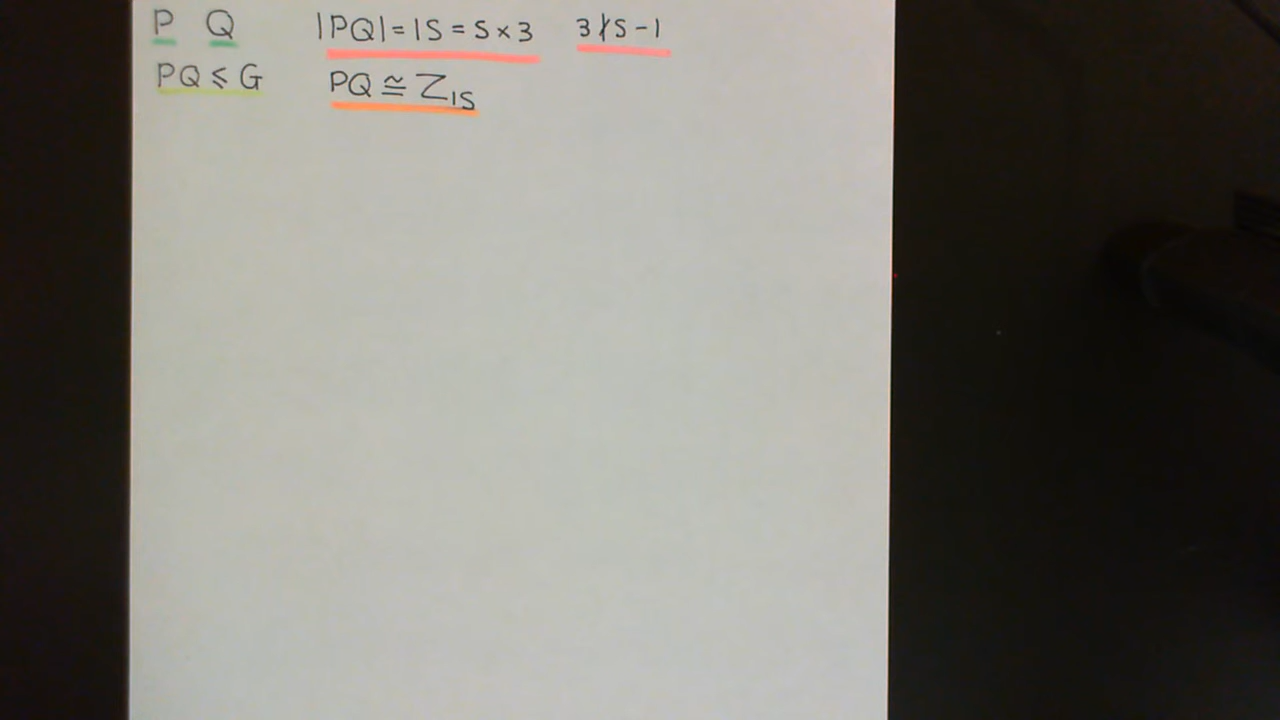 P Q |PQ| = 15 = 5 × 3 3 ∤ 5 - 1
PQ ⩽ G PQ ≅ Z₁₅